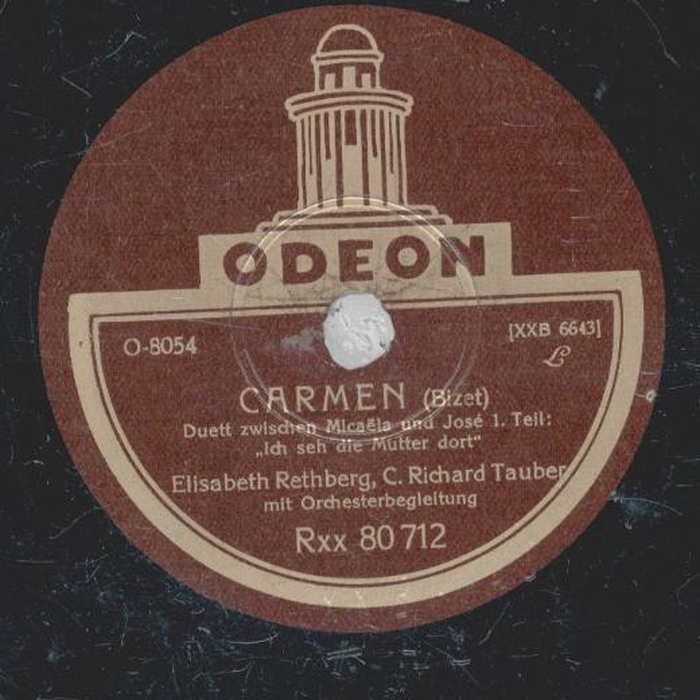 ODEON
O-8054
[XXB 6643]
L
CARMEN (Bizet)
Duett zwischen Micaëla und José 1. Teil:
„Ich seh die Mutter dort“
Elisabeth Rethberg, C. Richard Tauber
mit Orchesterbegleitung
Rxx 80712